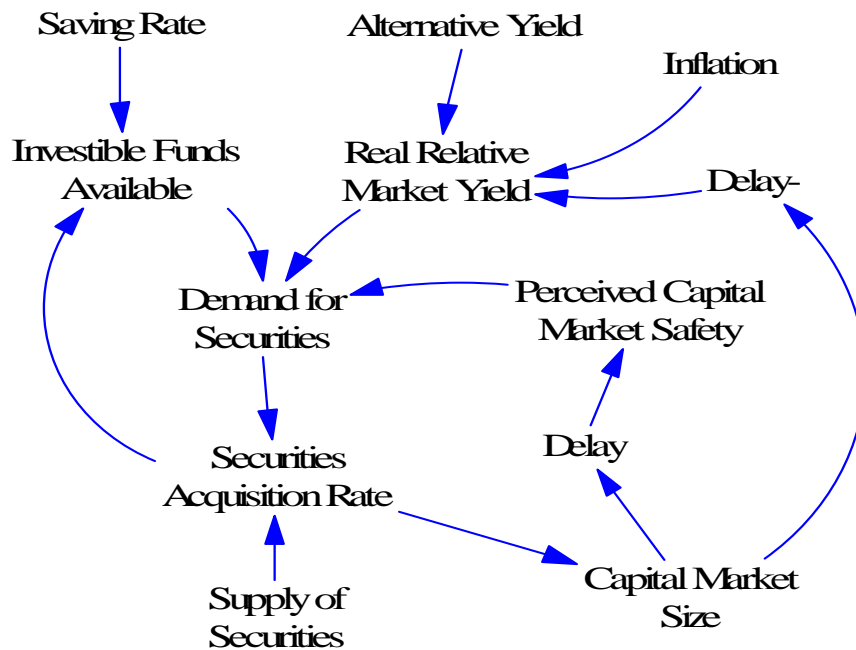 Saving Rate
Alternative Yield
Inflation
Investible Funds
Available
Real Relative
Market Yield
Delay-
Demand for
Securities
Perceived Capital
Market Safety
Delay
Securities
Acquisition Rate
Capital Market
Size
Supply of
Securities